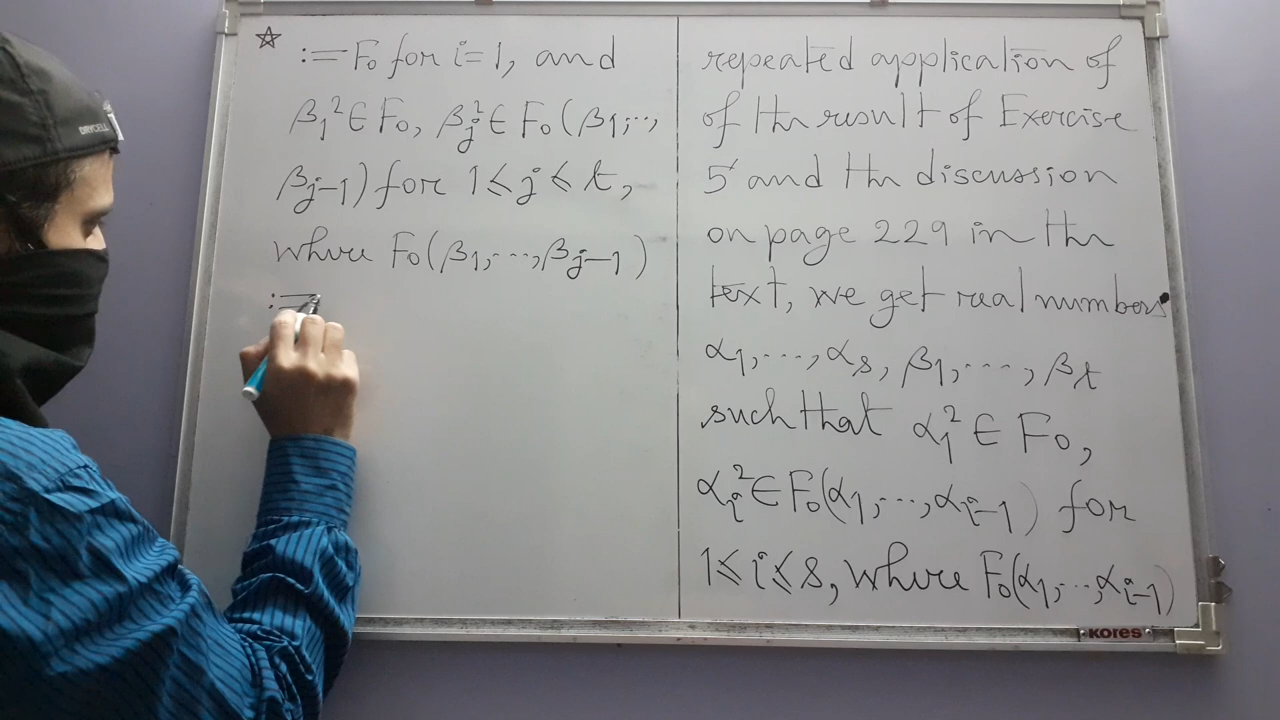 ☆ := F₀ for i=1, and
β₁² ∈ F₀, βⱼ² ∈ F₀(β₁,..,
βⱼ₋₁) for 1 ≤ j ≤ t,
where F₀(β₁,...,βⱼ₋₁)
:=
repeated application of
of the result of Exercise
5 and the discussion
on page 229 in the
text, we get real numbers
α₁,...,αₛ, β₁,...,βₜ
such that α₁² ∈ F₀,
αᵢ² ∈ F₀(α₁,..,αᵢ₋₁) for
1 ≤ i ≤ s, where F₀(α₁,..,αᵢ₋₁)
KORES
DRYCELL